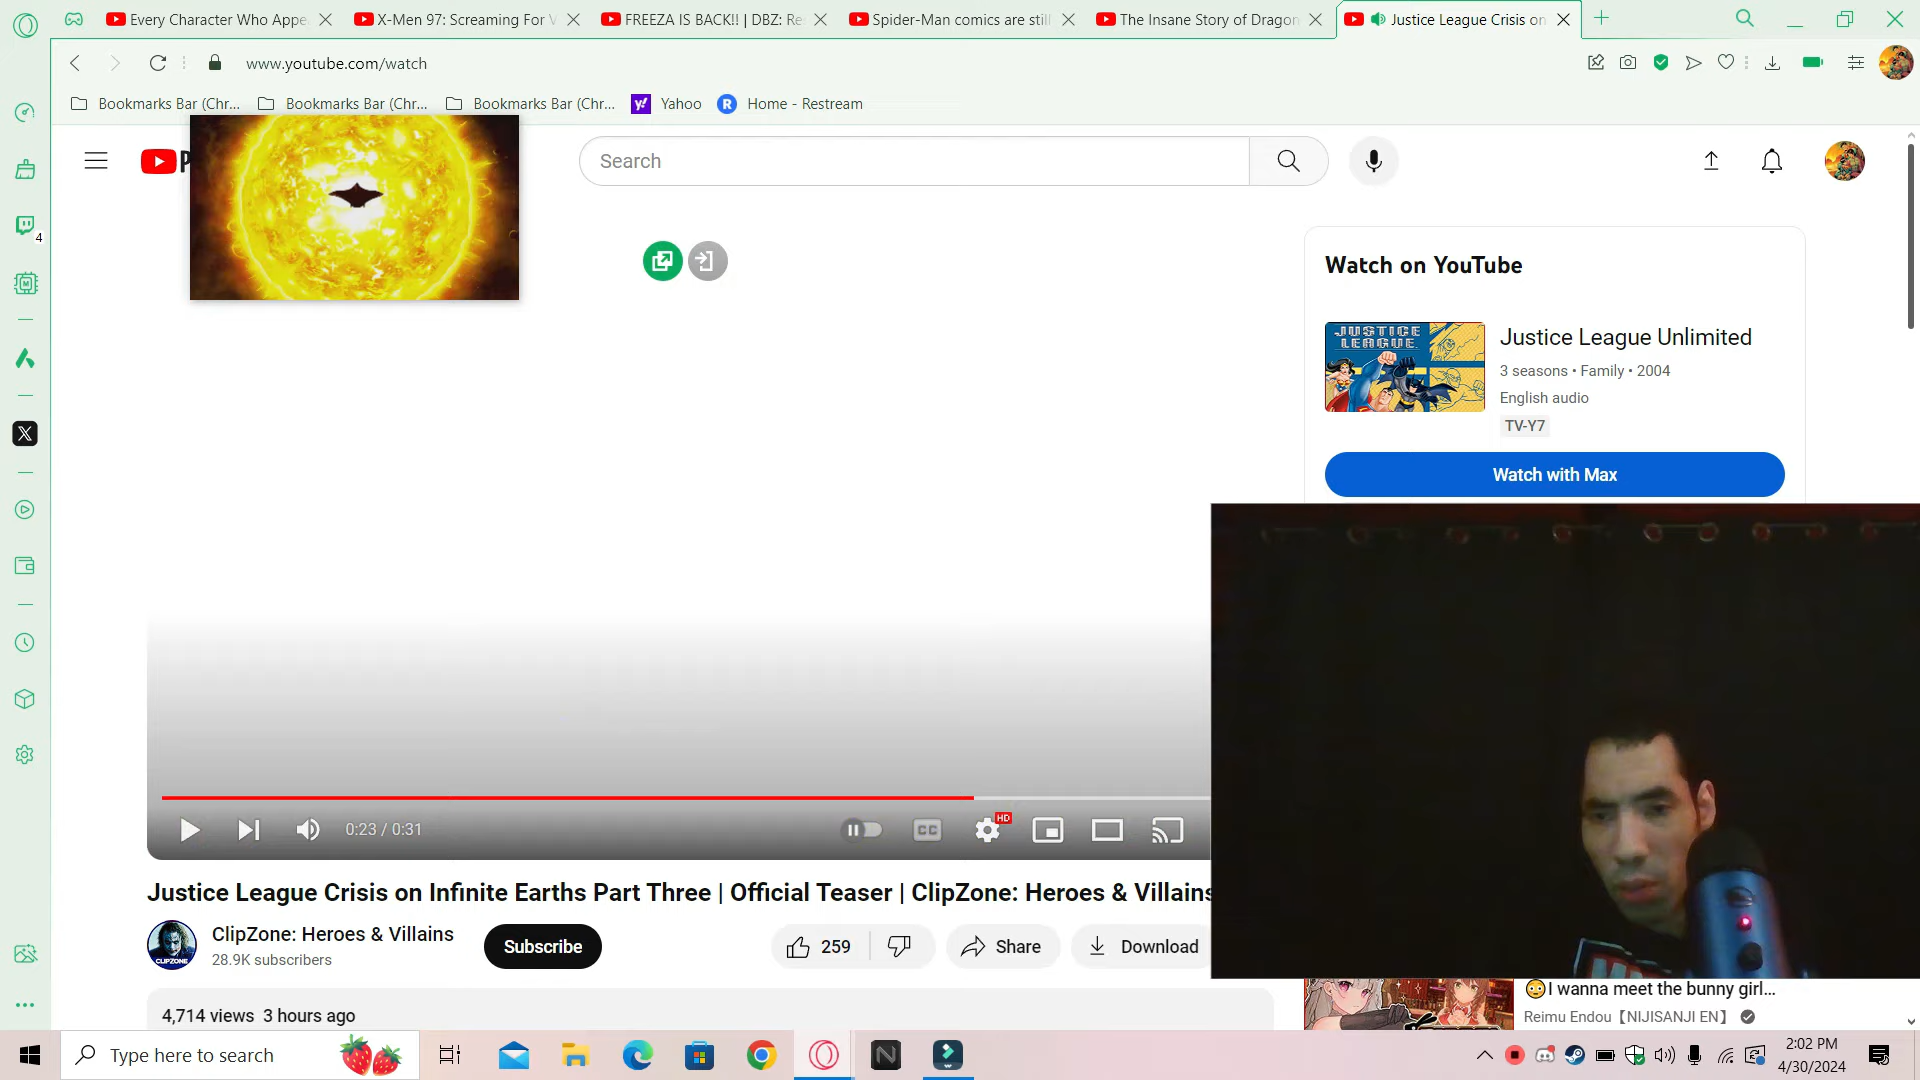 Every Character Who Appe
X-Men 97: Screaming For V
FREEZA IS BACK!! | DBZ: Re
Spider-Man comics are still
The Insane Story of Dragon
Justice League Crisis on
www.youtube.com/watch
Bookmarks Bar (Chr...
Bookmarks Bar (Chr...
Bookmarks Bar (Chr...
Yahoo
Home - Restream
Search
4
Watch on YouTube
JUSTICE LEAGUE
Justice League Unlimited
3 seasons • Family • 2004
English audio
TV-Y7
Watch with Max
0:23 / 0:31
CC
HD
Justice League Crisis on Infinite Earths Part Three | Official Teaser | ClipZone: Heroes & Villains
ClipZone: Heroes & Villains
28.9K subscribers
Subscribe
259
Share
Download
CLIPZONE
4,714 views 3 hours ago
😳I wanna meet the bunny girl...
Reimu Endou【NIJISANJI EN】
Type here to search
2:02 PM
4/30/2024